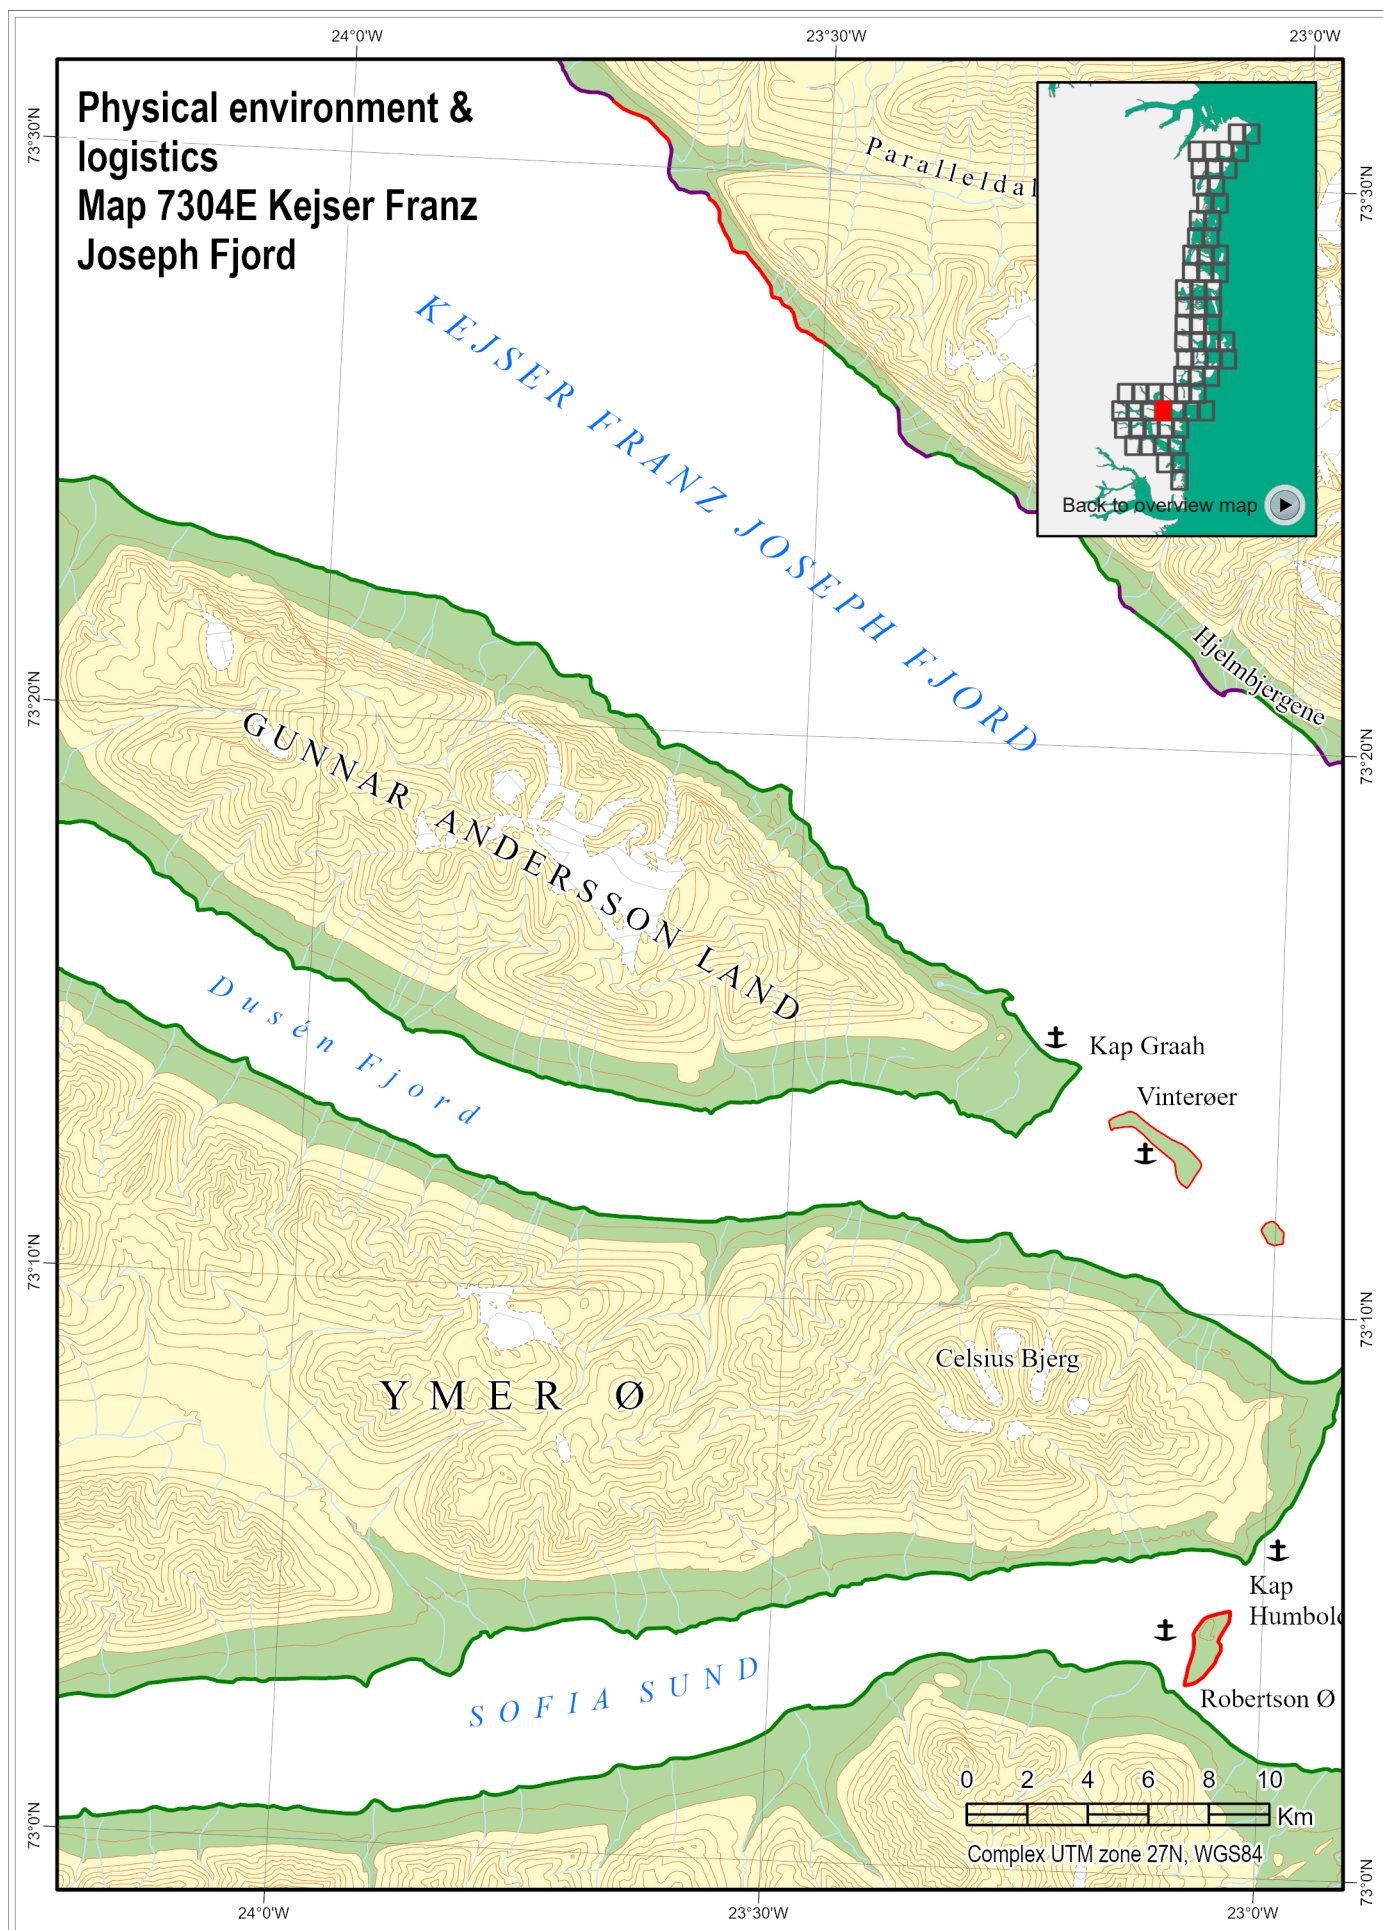 24°0'W
23°30'W
23°0'W
Physical environment &
logistics
Map 7304E Kejser Franz
Joseph Fjord
73°30'N
73°30'N
Paralleldal
Back to overview map
KEJSER FRANZ JOSEPH FJORD
Hjelmbjergene
73°20'N
73°20'N
GUNNAR ANDERSSON LAND
Dusén Fjord
Kap Graah
Vinterøer
73°10'N
73°10'N
Celsius Bjerg
YMER Ø
Kap
Humbold
SOFIA SUND
Robertson Ø
0 2 4 6 8 10
Km
Complex UTM zone 27N, WGS84
73°0'N
73°0'N
24°0'W
23°30'W
23°0'W